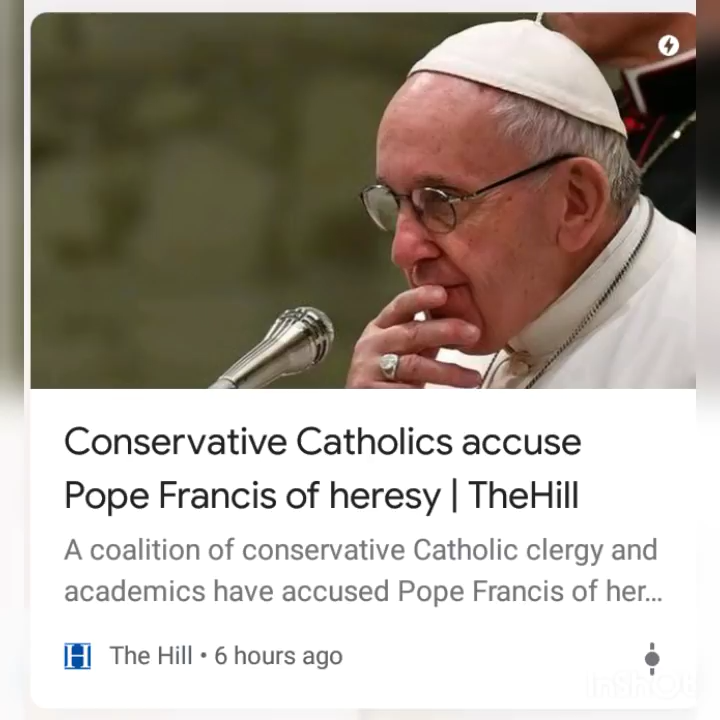 Conservative Catholics accuse
Pope Francis of heresy | TheHill
A coalition of conservative Catholic clergy and
academics have accused Pope Francis of her...
H The Hill • 6 hours ago
InShOt